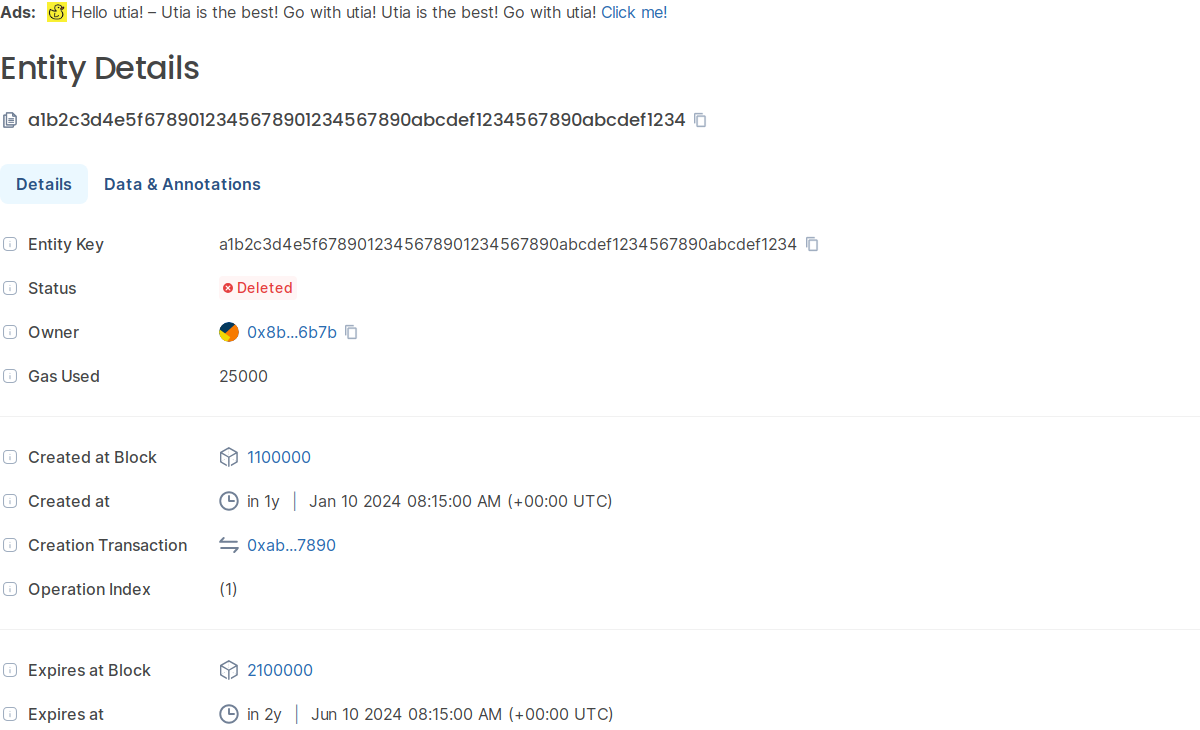 Ads: Hello utia! – Utia is the best! Go with utia! Utia is the best! Go with utia! Click me!
Entity Details
a1b2c3d4e5f6789012345678901234567890abcdef1234567890abcdef1234
Details Data & Annotations
Entity Key a1b2c3d4e5f6789012345678901234567890abcdef1234567890abcdef1234
Status Deleted
Owner 0x8b...6b7b
Gas Used 25000
Created at Block 1100000
Created at in 1y | Jan 10 2024 08:15:00 AM (+00:00 UTC)
Creation Transaction 0xab...7890
Operation Index (1)
Expires at Block 2100000
Expires at in 2y | Jun 10 2024 08:15:00 AM (+00:00 UTC)